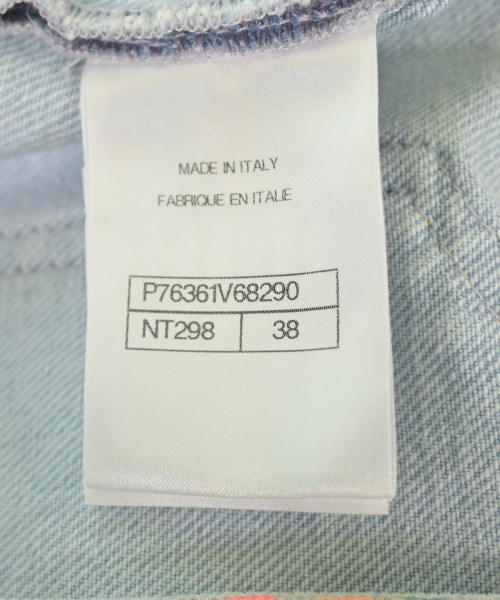 MADE IN ITALY
FABRIQUE EN ITALIE
P76361V68290
NT298 38